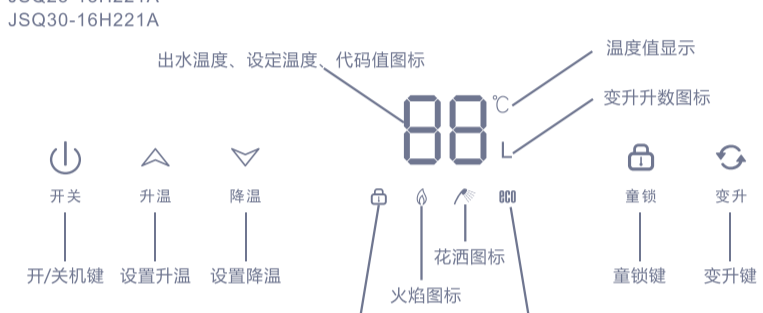 JSQ30-16H221A
出水温度、设定温度、代码值图标
温度值显示
88 ℃
变升升数图标
L
开关 升温 降温 eco 童锁 变升
开/关机键 设置升温 设置降温 花洒图标 童锁键 变升键
火焰图标